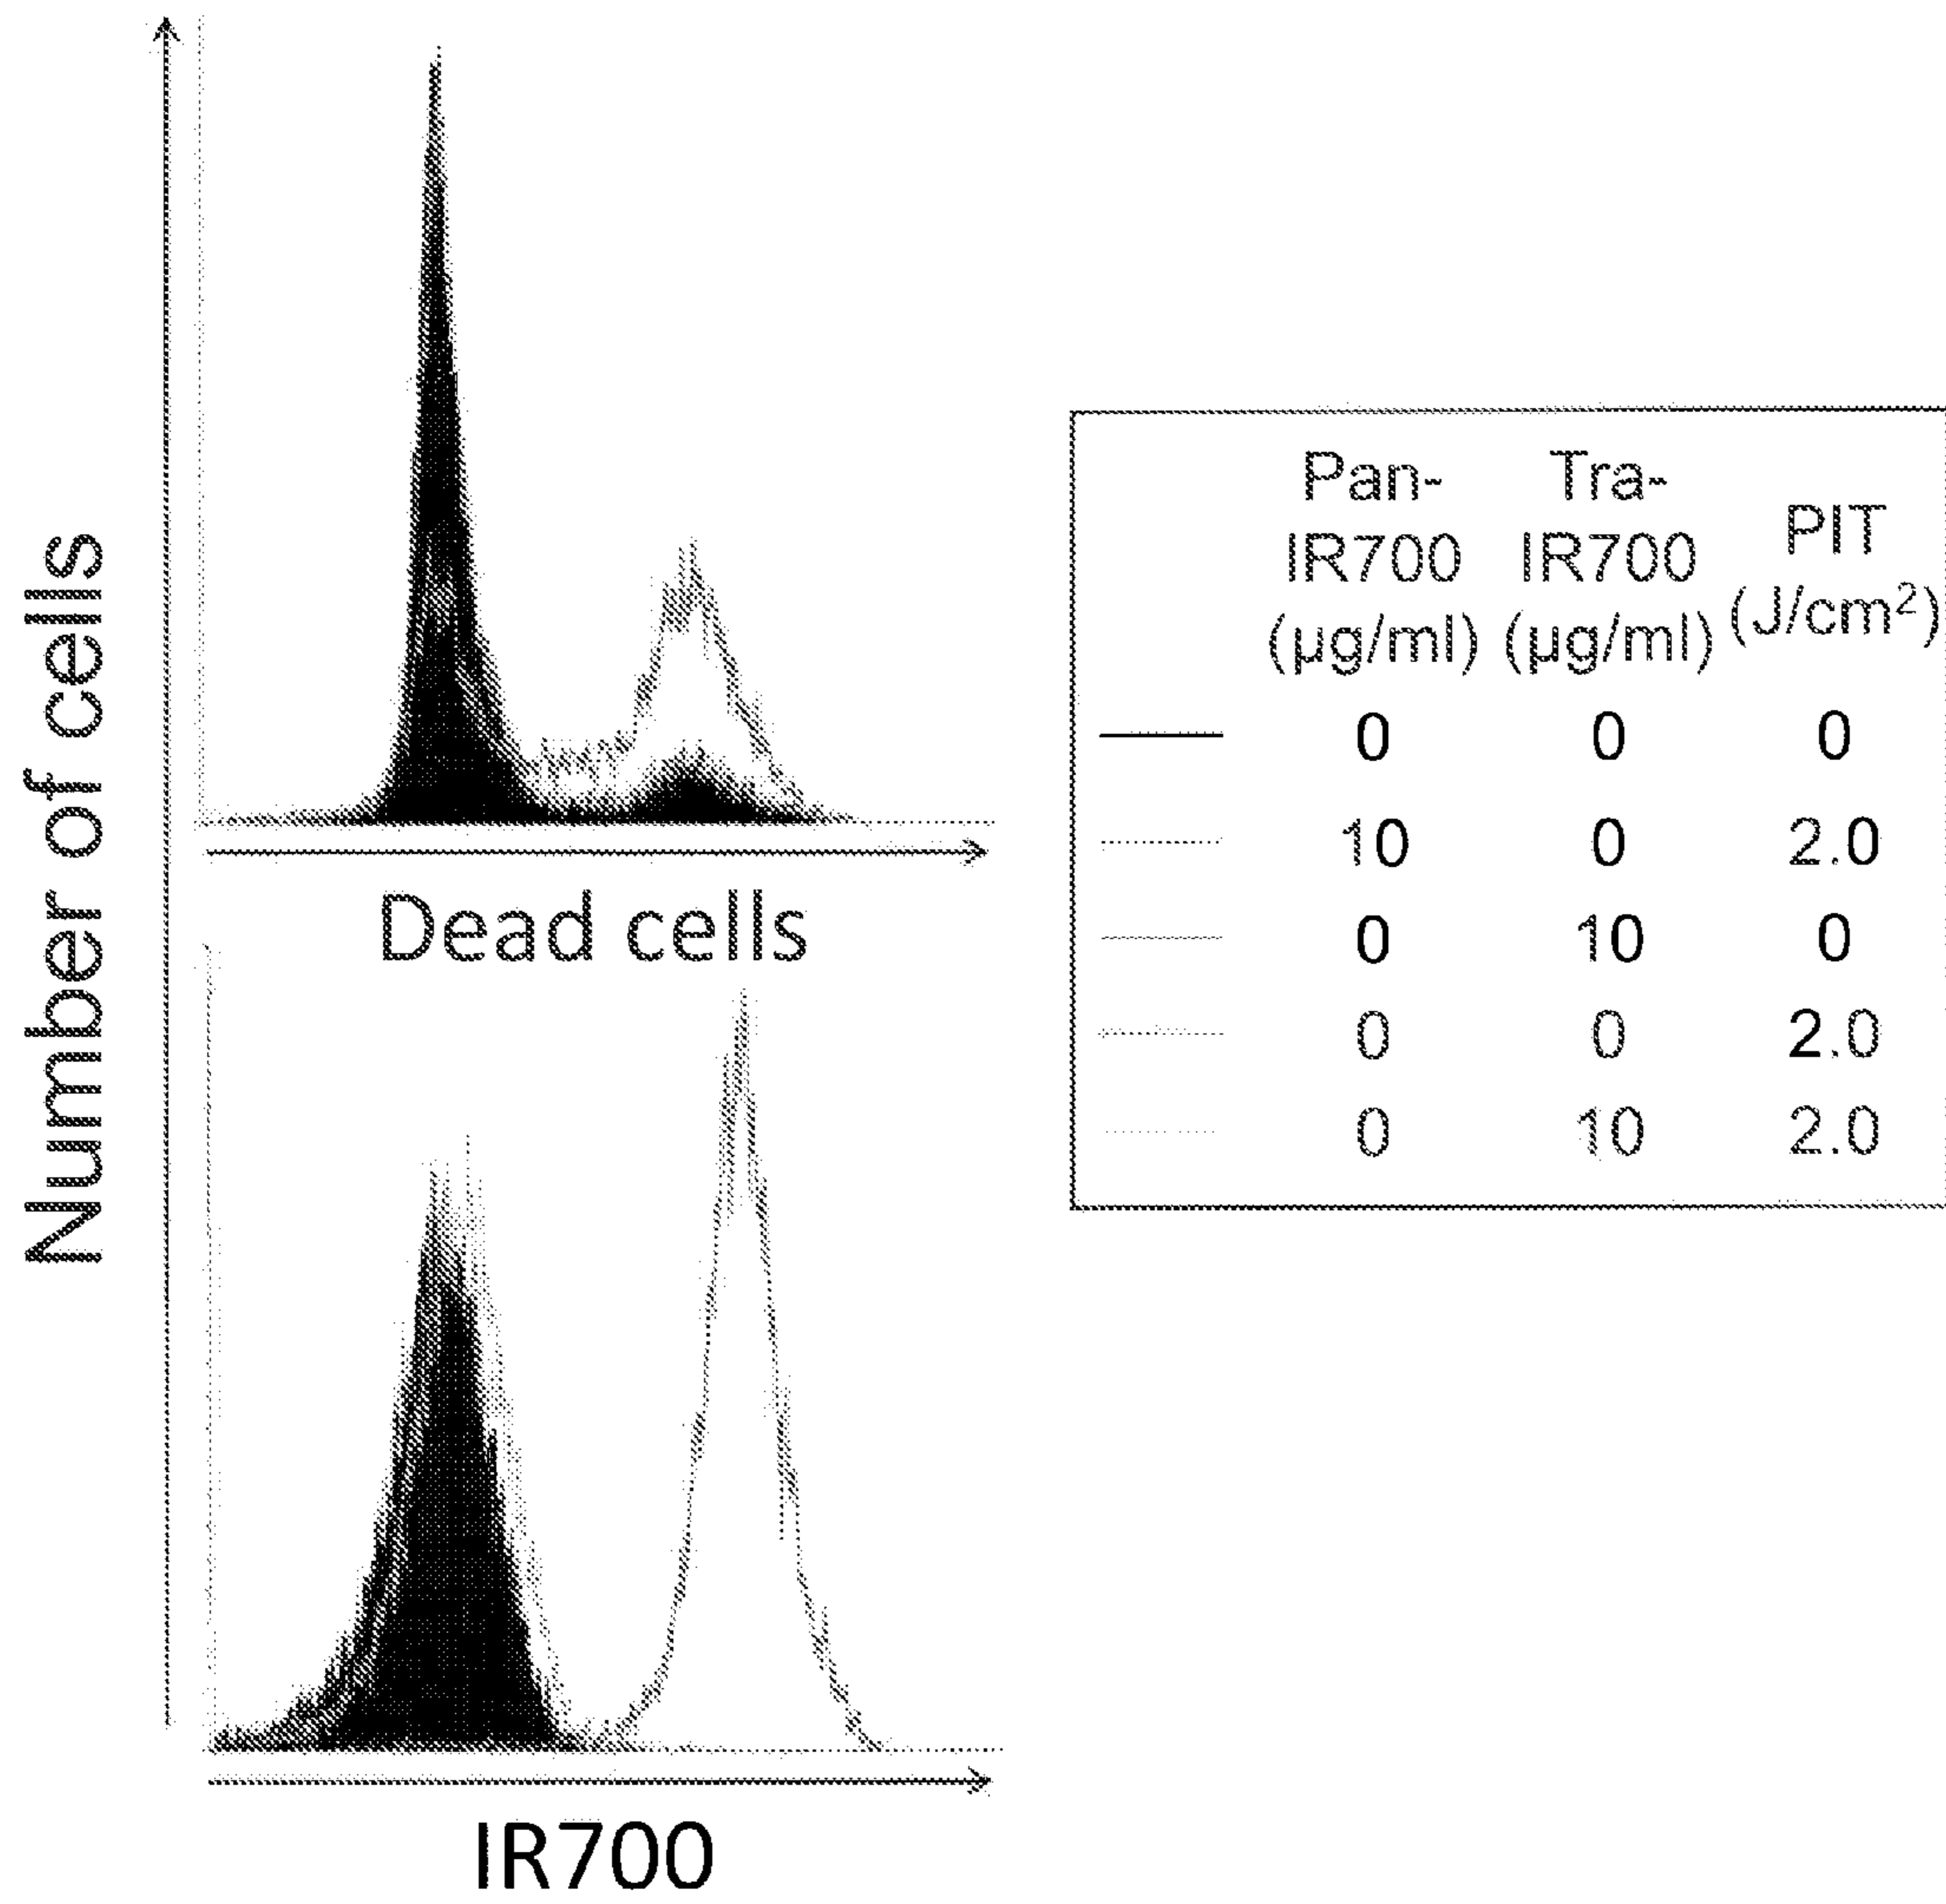 Number of cells
Dead cells
IR700
Pan-
IR700
(µg/ml)
Tra-
IR700
(µg/ml)
PIT
(J/cm²)
0 0 0
10 0 2.0
0 10 0
0 0 2.0
0 10 2.0